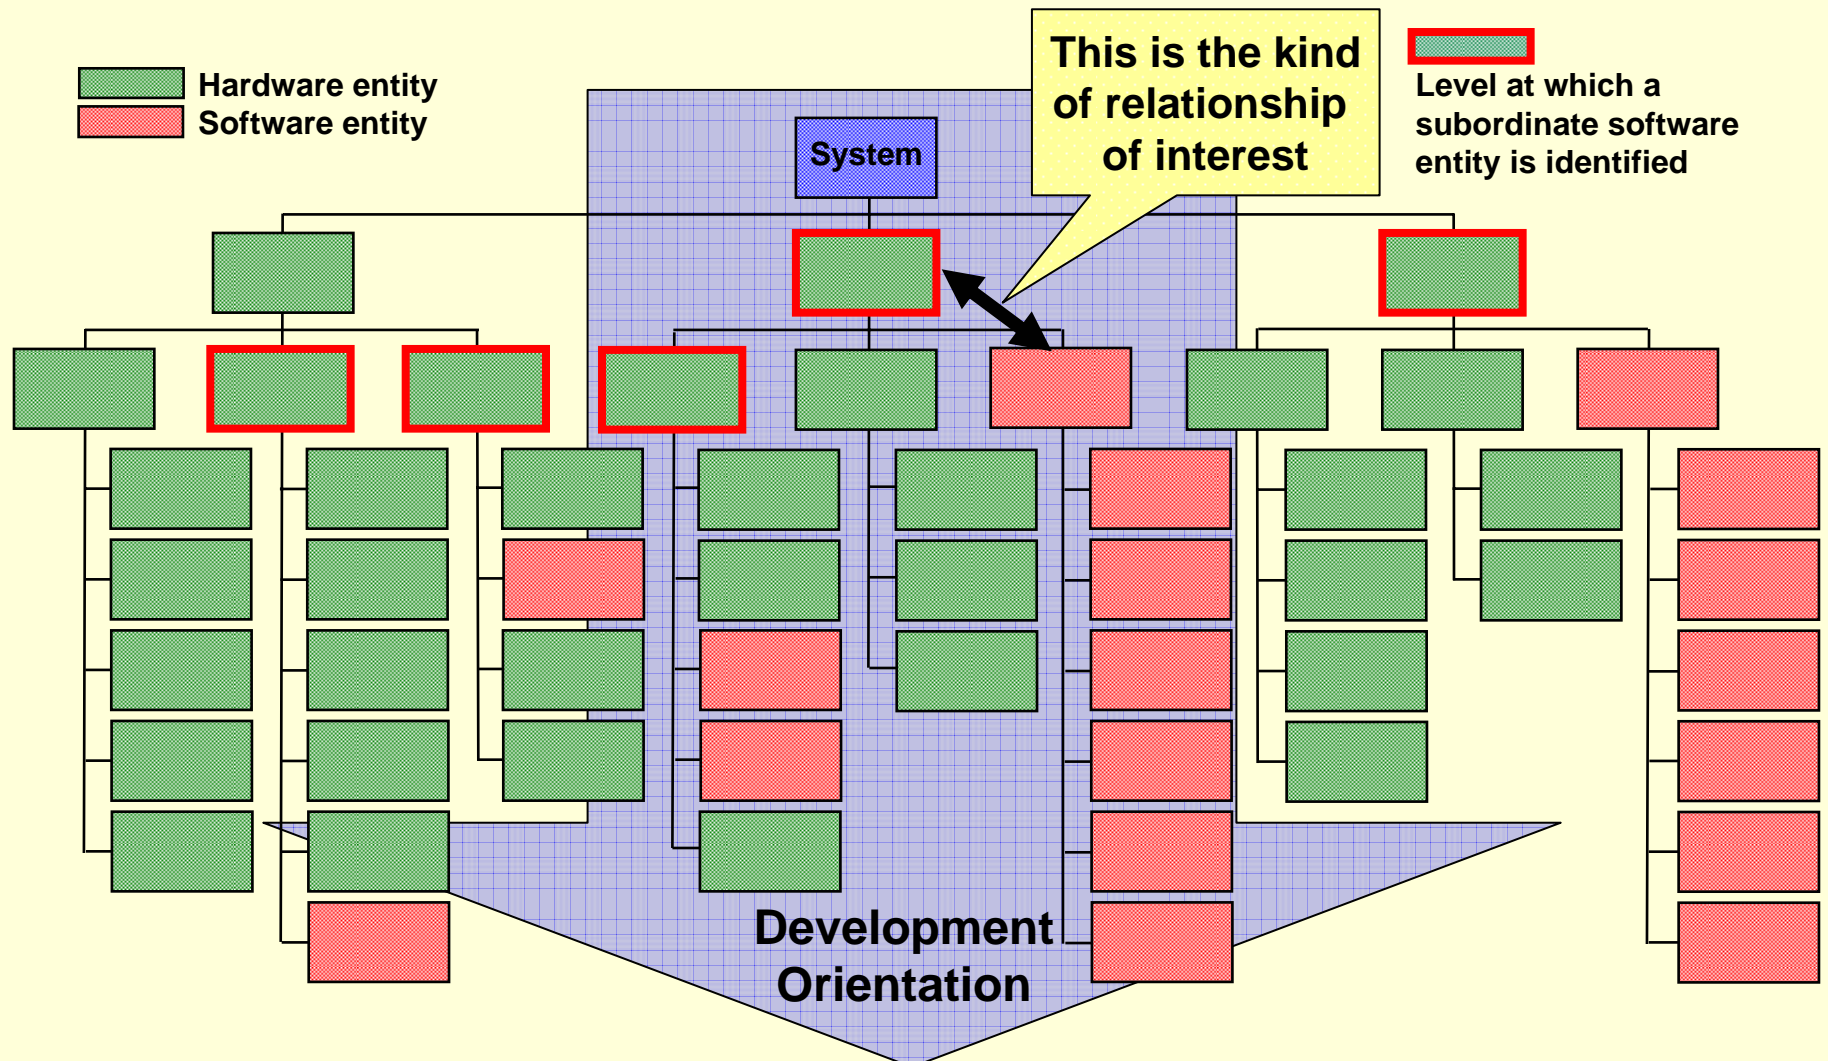 Hardware entity
Software entity
This is the kind
of relationship
of interest
Level at which a
subordinate software
entity is identified
System
Development
Orientation